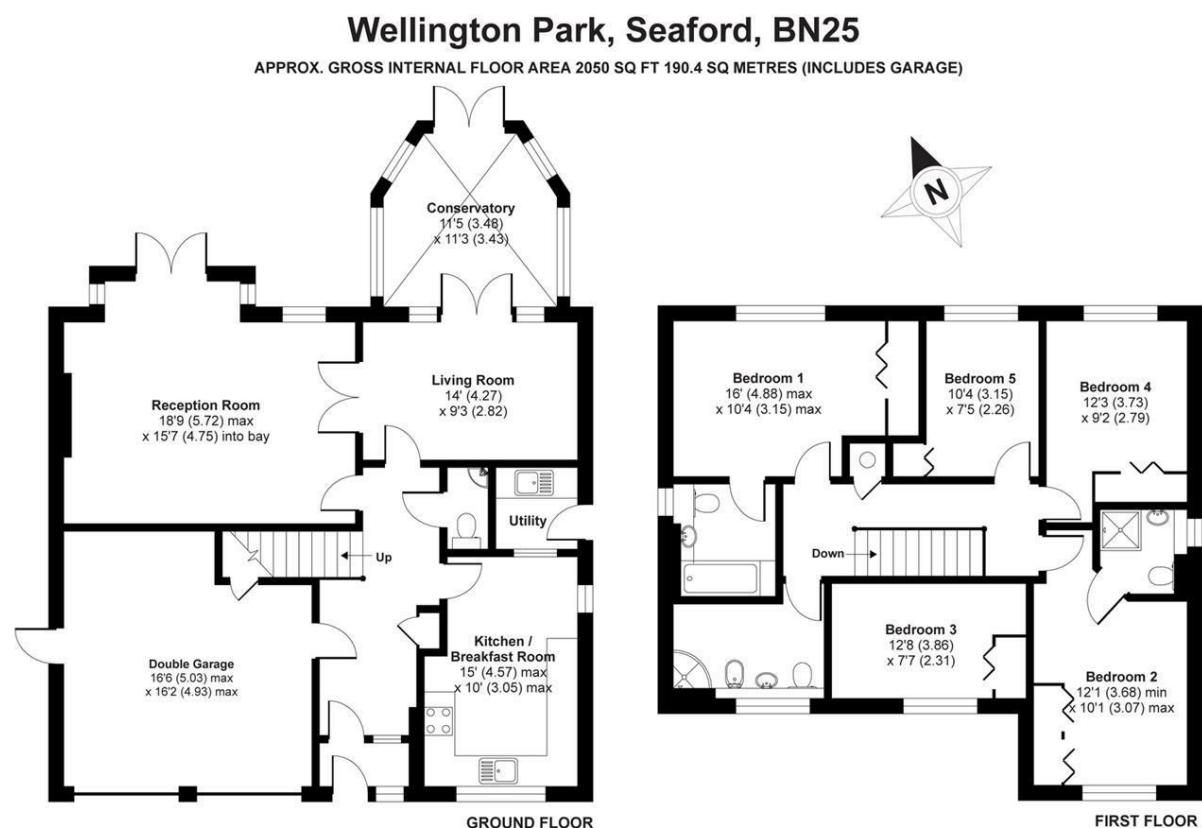 Wellington Park, Seaford, BN25
APPROX. GROSS INTERNAL FLOOR AREA 2050 SQ FT 190.4 SQ METRES (INCLUDES GARAGE)
Conservatory
11'5 (3.48)
x 11'3 (3.43)
N
Reception Room
18'9 (5.72) max
x 15'7 (4.75) into bay
Living Room
14' (4.27)
x 9'3 (2.82)
Utility
Up
Double Garage
16'6 (5.03) max
x 16'2 (4.93) max
Kitchen /
Breakfast Room
15' (4.57) max
x 10' (3.05) max
GROUND FLOOR
Bedroom 1
16' (4.88) max
x 10'4 (3.15) max
Bedroom 5
10'4 (3.15)
x 7'5 (2.26)
Bedroom 4
12'3 (3.73)
x 9'2 (2.79)
Down
Bedroom 3
12'8 (3.86)
x 7'7 (2.31)
Bedroom 2
12'1 (3.68) min
x 10'1 (3.07) max
FIRST FLOOR